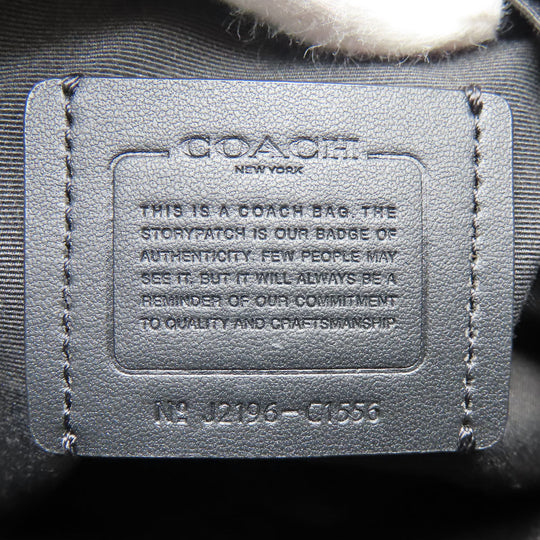 COACH
NEW YORK
THIS IS A COACH BAG. THE
STORYPATCH IS OUR BADGE OF
AUTHENTICITY. FEW PEOPLE MAY
SEE IT, BUT IT WILL ALWAYS BE A
REMINDER OF OUR COMMITMENT
TO QUALITY AND CRAFTSMANSHIP.
Nº J2196-C1556